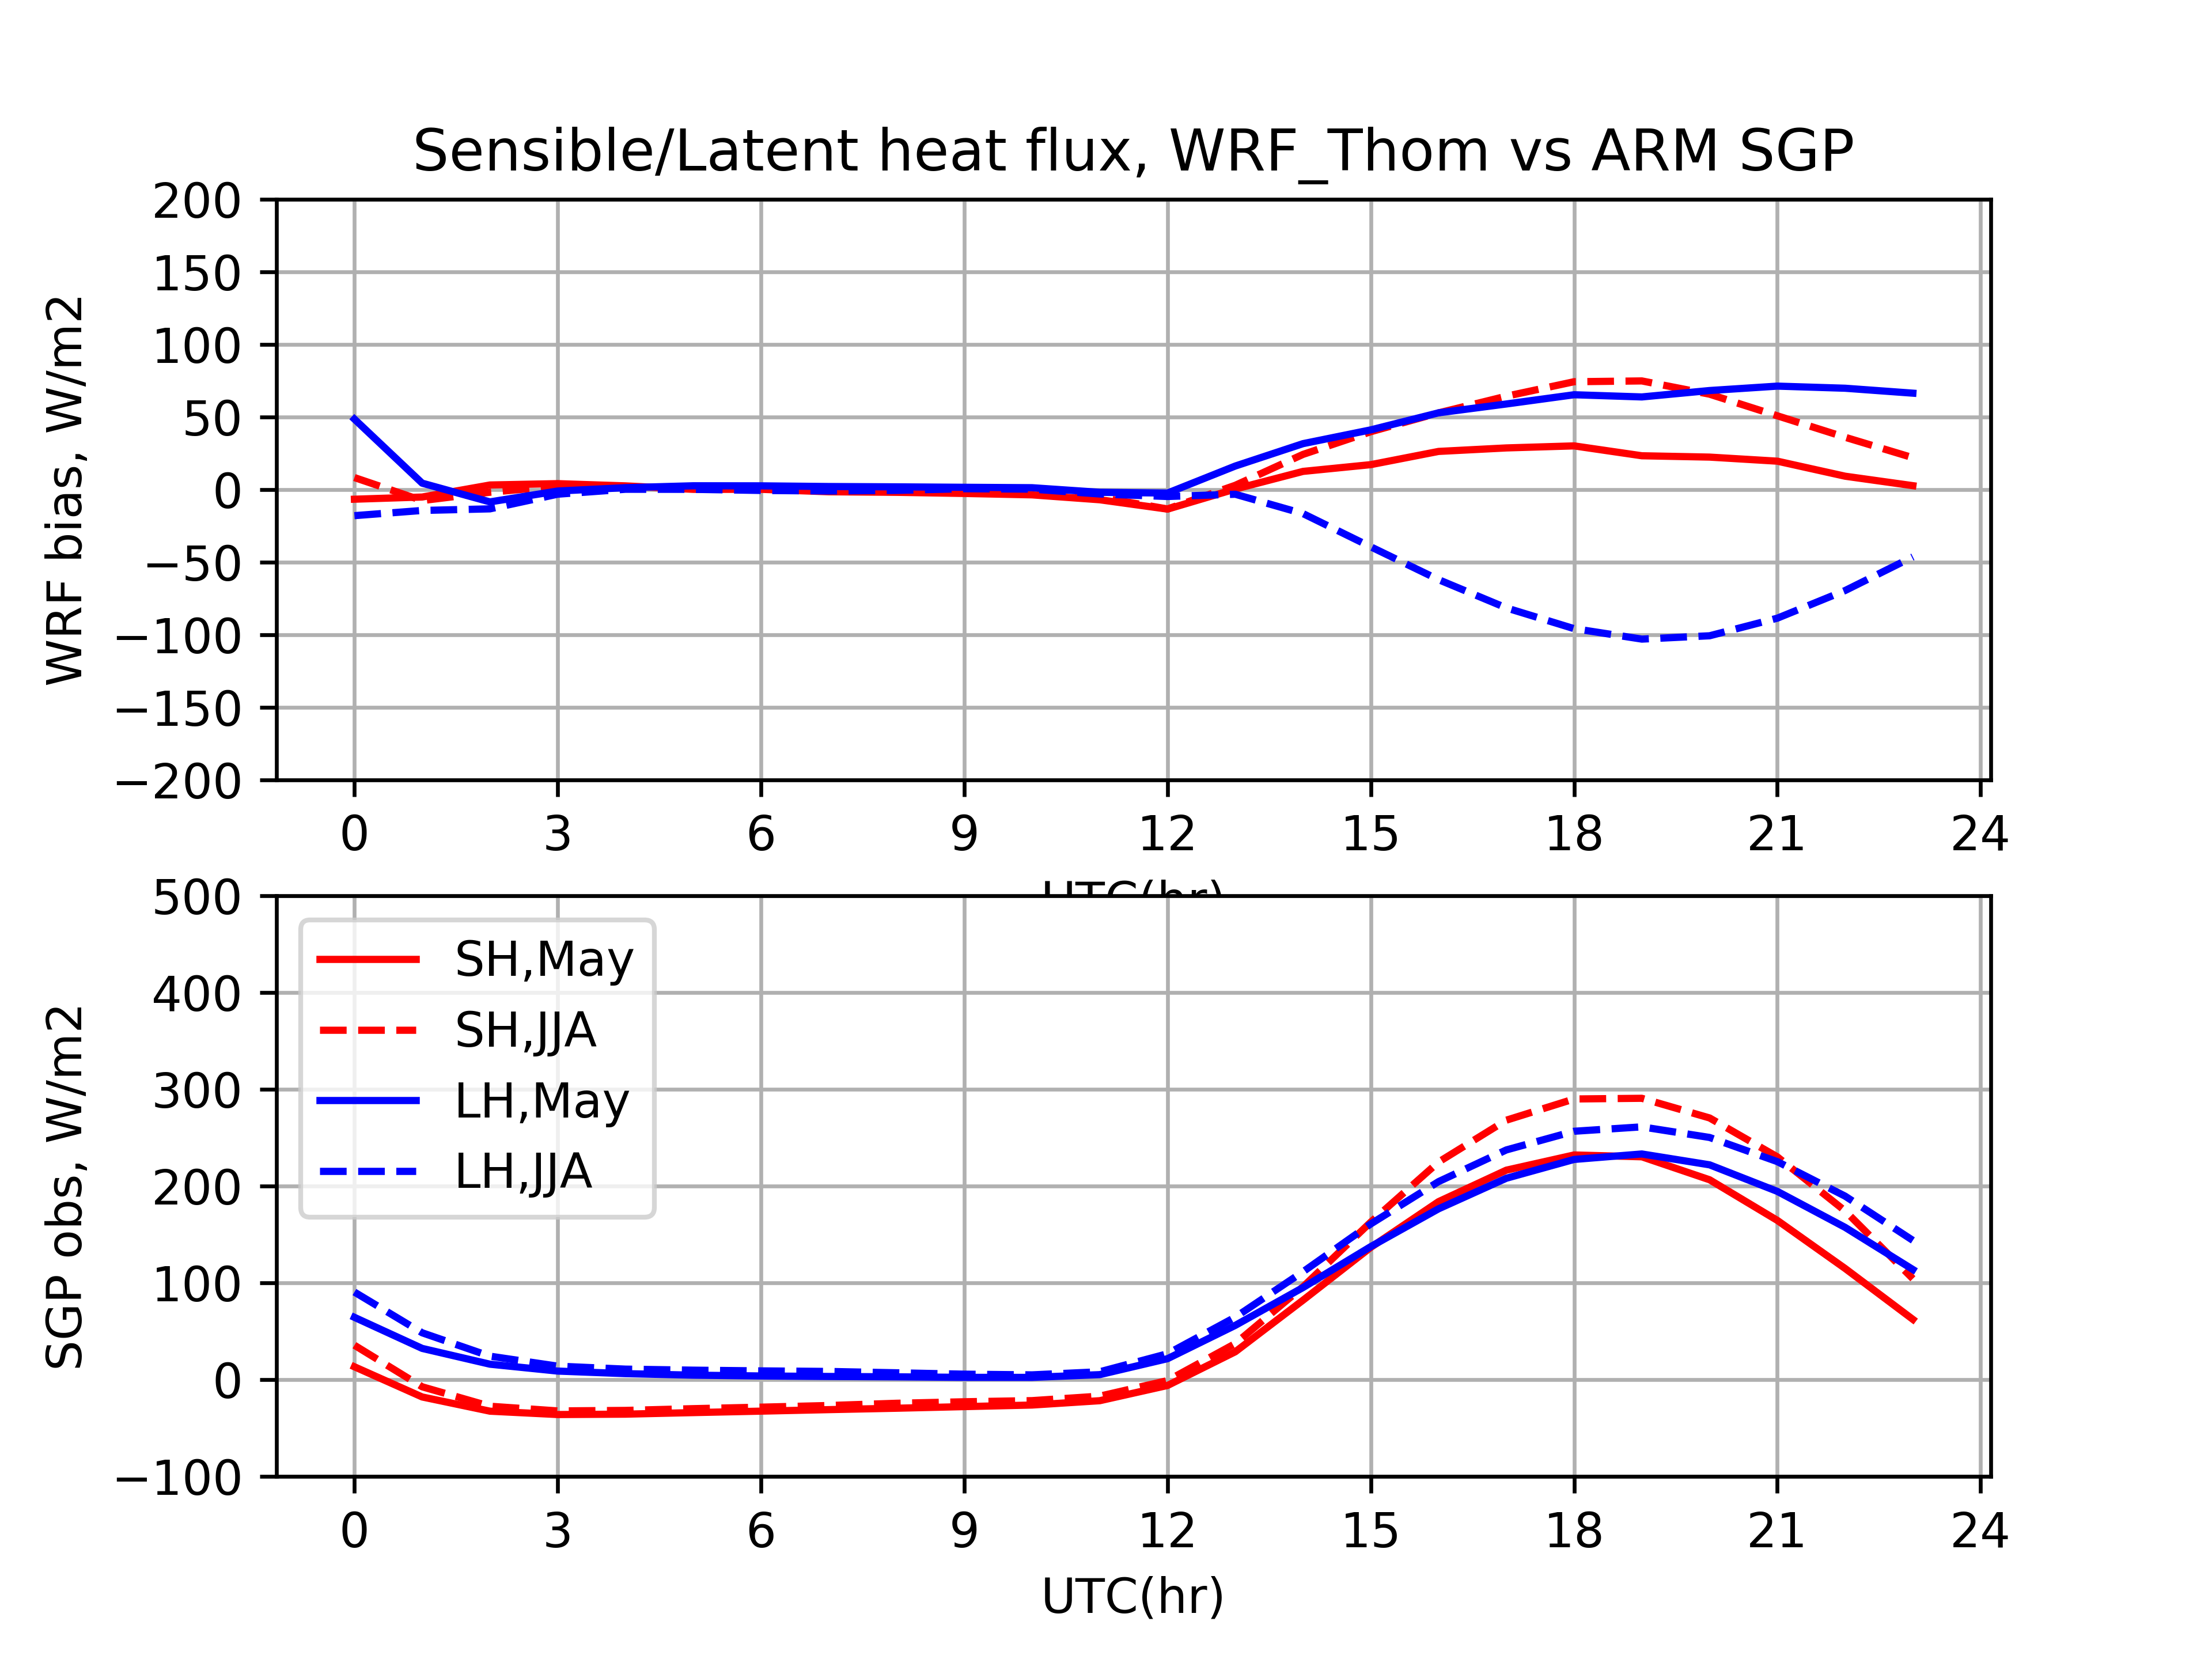 Sensible/Latent heat flux, WRF_Thom vs ARM SGP
WRF bias, W/m2
200
150
100
50
0
−50
−100
−150
−200
0 3 6 9 12 15 18 21 24
UTC(hr)
SGP obs, W/m2
500
400
300
200
100
0
−100
SH,May
SH,JJA
LH,May
LH,JJA
0 3 6 9 12 15 18 21 24
UTC(hr)